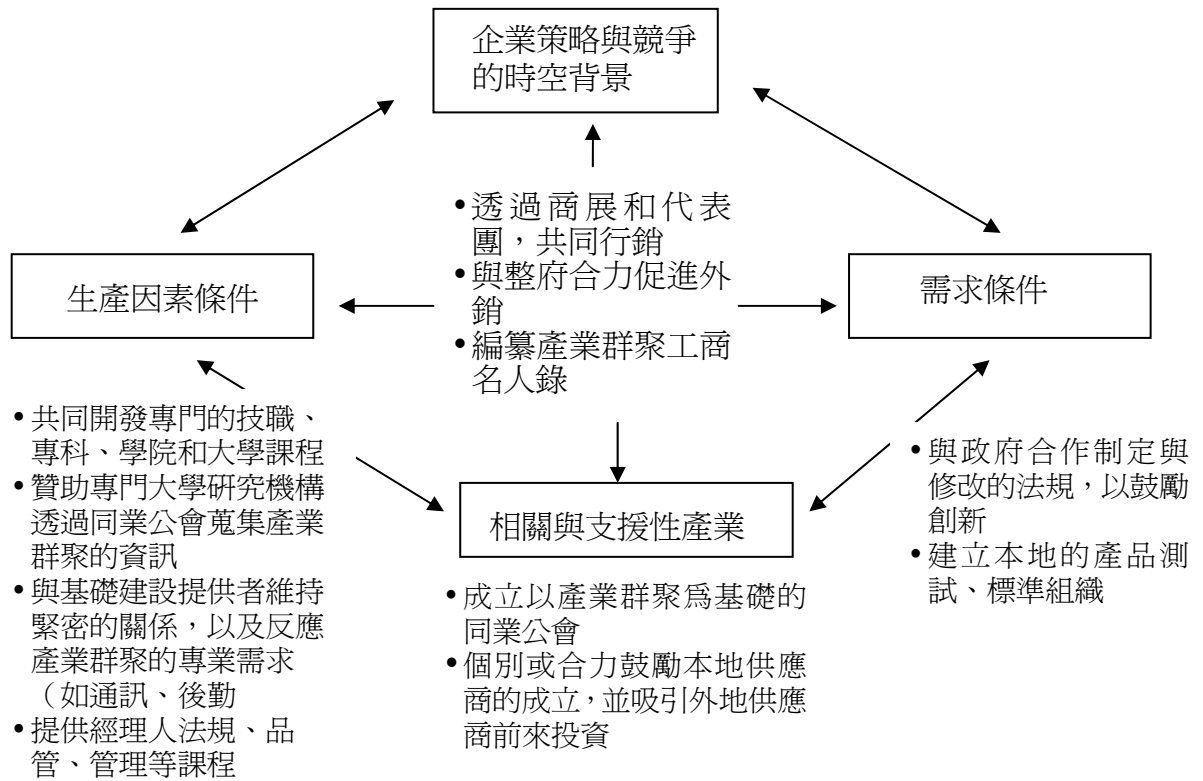 企業策略與競爭
的時空背景
•透過商展和代表
團，共同行銷
•與整府合力促進外
銷
•編纂產業群聚工商
名人錄
生產因素條件
需求條件
•共同開發專門的技職、
專科、學院和大學課程
•贊助專門大學研究機構
透過同業公會蒐集產業
群聚的資訊
•與基礎建設提供者維持
緊密的關係，以及反應
產業群聚的專業需求
（如通訊、後勤
•提供經理人法規、品
管、管理等課程
相關與支援性產業
•成立以產業群聚為基礎的
同業公會
•個別或合力鼓勵本地供應
商的成立，並吸引外地供應
商前來投資
•與政府合作制定與
修改的法規，以鼓勵
創新
•建立本地的產品測
試、標準組織